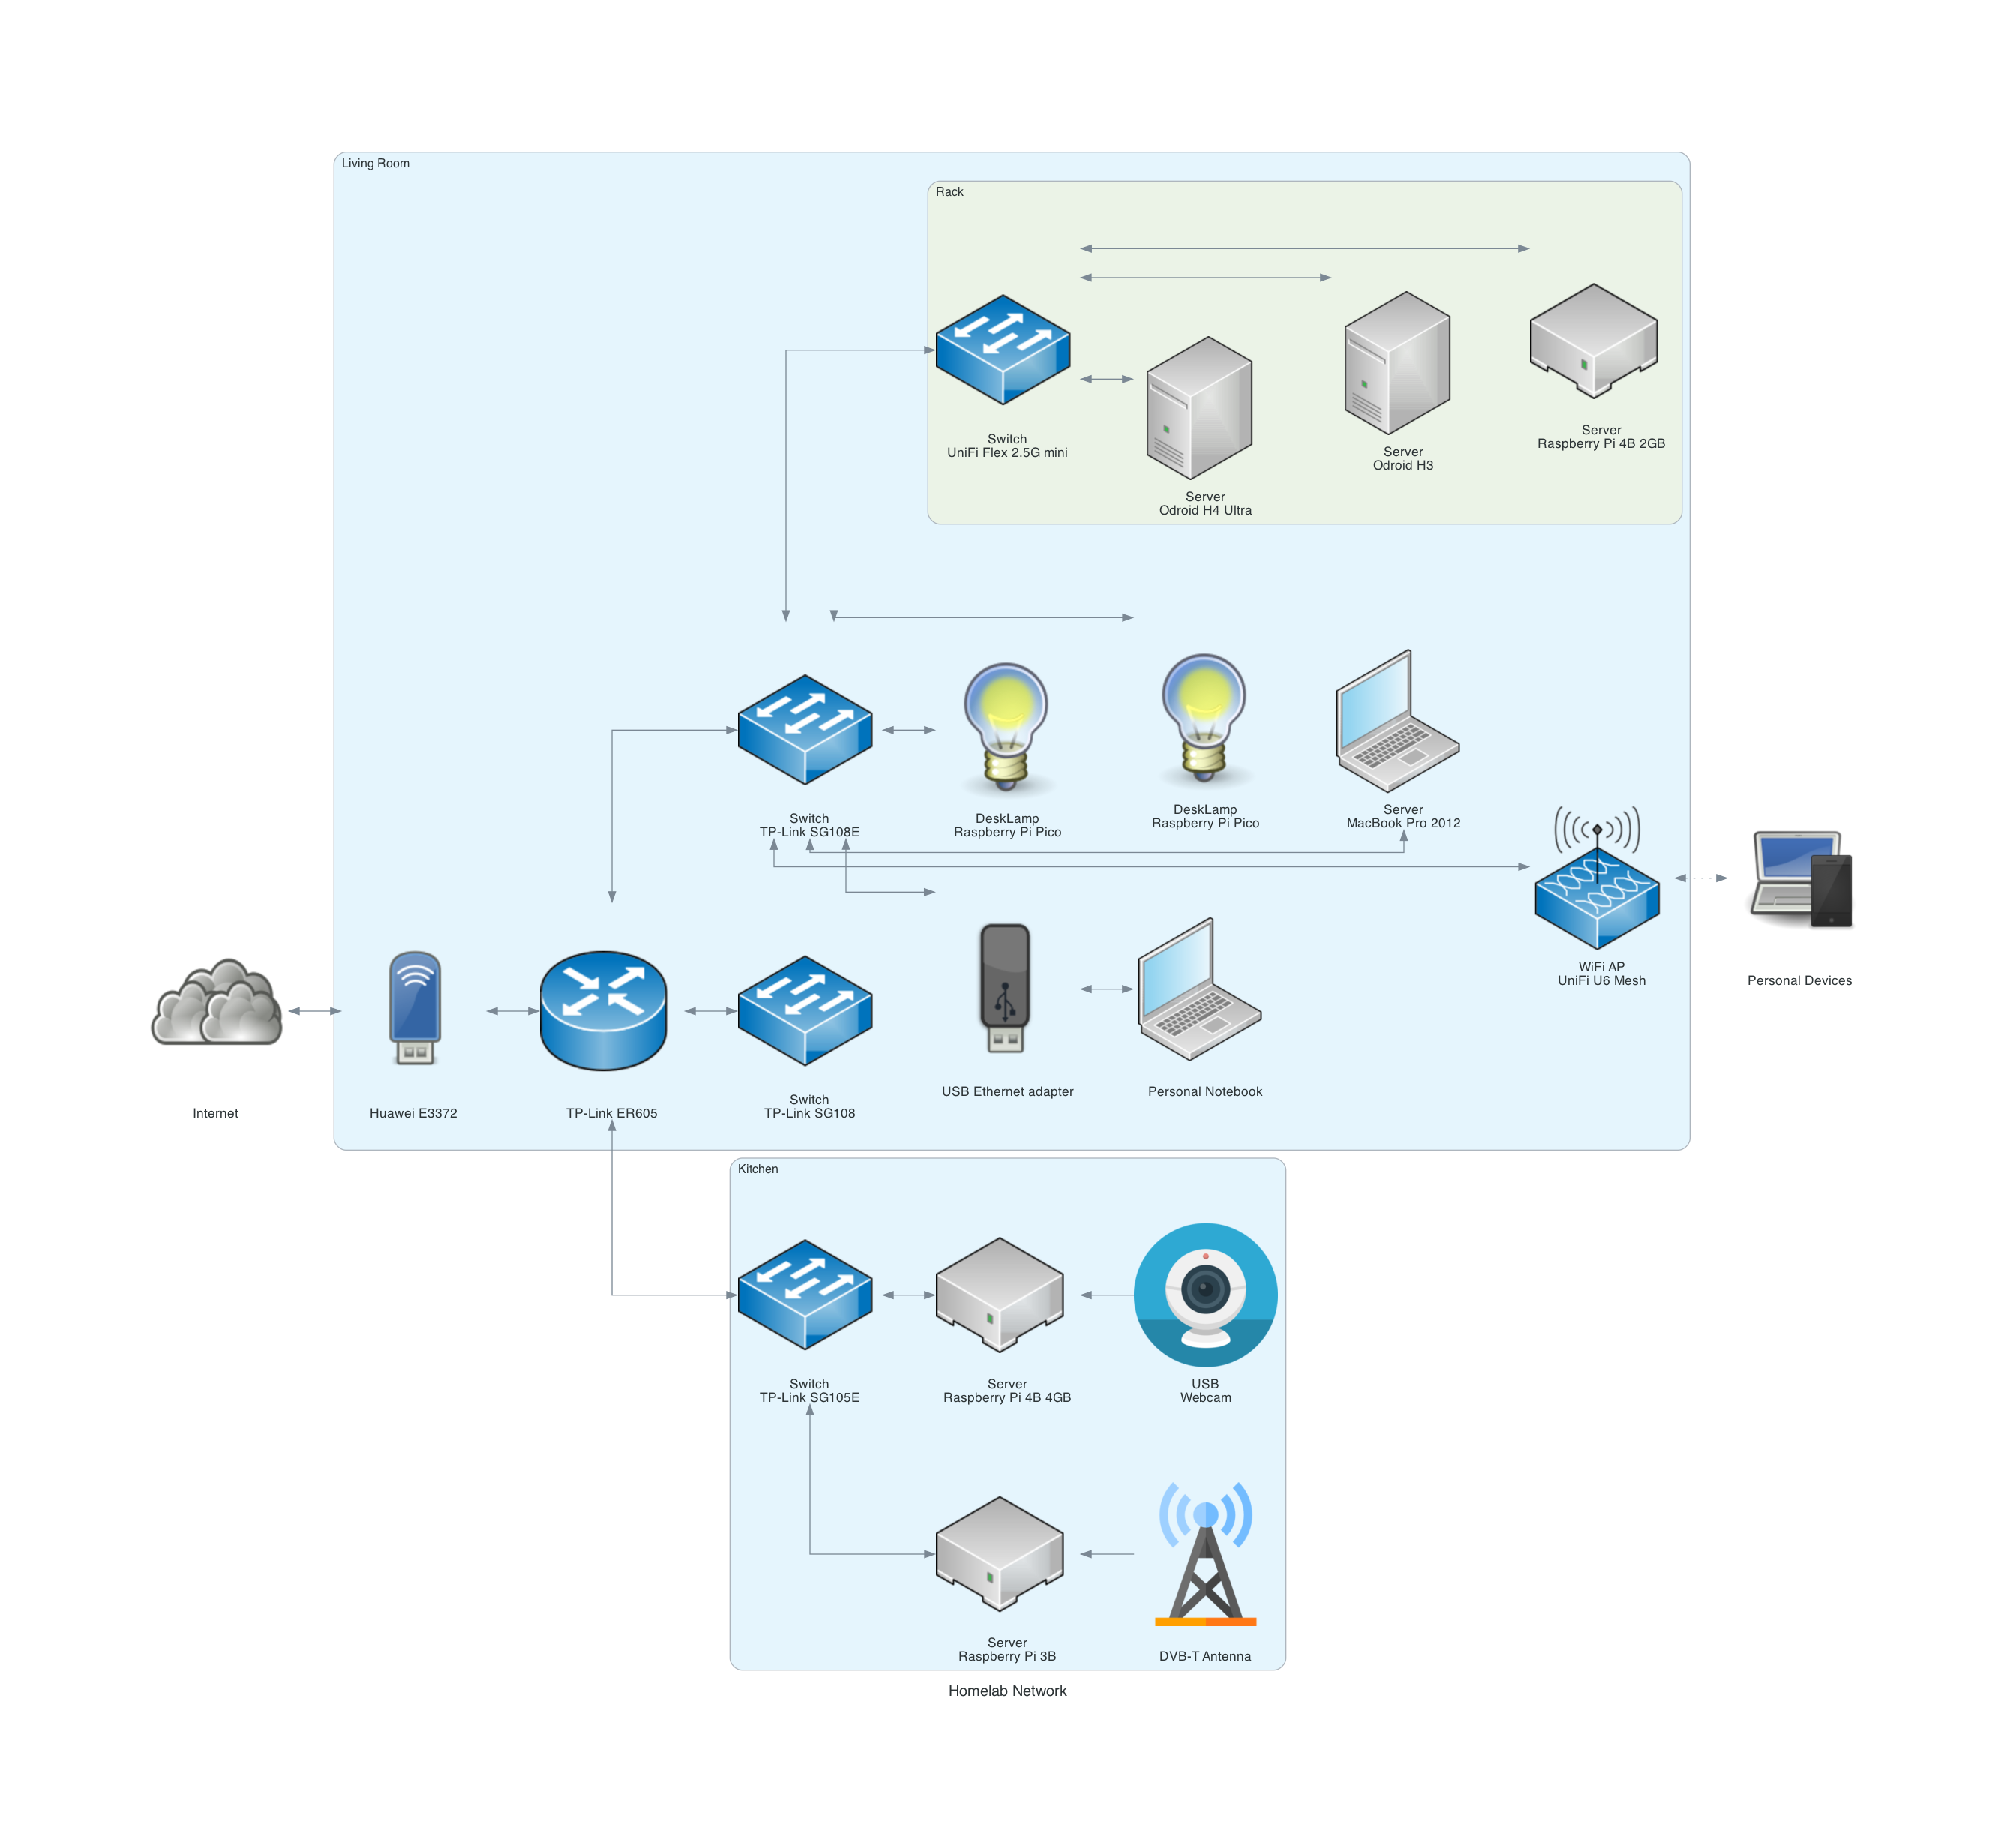 Living Room
Rack
Switch
UniFi Flex 2.5G mini
Server
Odroid H4 Ultra
Server
Odroid H3
Server
Raspberry Pi 4B 2GB
Switch
TP-Link SG108E
DeskLamp
Raspberry Pi Pico
DeskLamp
Raspberry Pi Pico
Server
MacBook Pro 2012
WiFi AP
UniFi U6 Mesh
Personal Devices
Internet
Huawei E3372
TP-Link ER605
Switch
TP-Link SG108
USB Ethernet adapter
Personal Notebook
Kitchen
Switch
TP-Link SG105E
Server
Raspberry Pi 4B 4GB
USB
Webcam
Server
Raspberry Pi 3B
DVB-T Antenna
Homelab Network